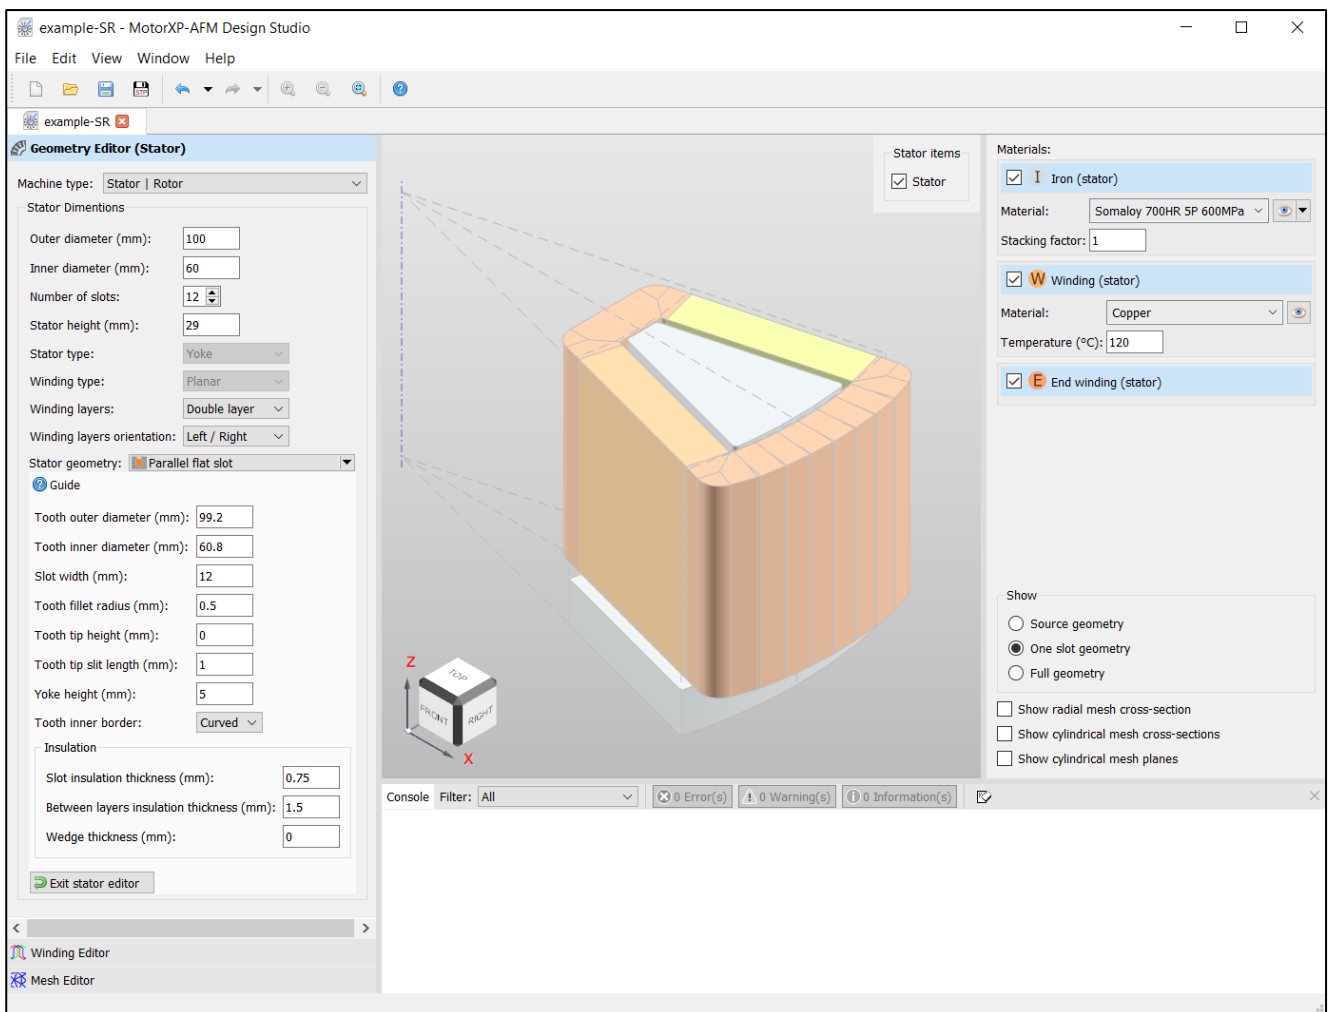 example-SR - MotorXP-AFM Design Studio
File Edit View Window Help
STP
example-SR
Geometry Editor (Stator)
Machine type: Stator | Rotor
Stator Dimentions
Outer diameter (mm): 100
Inner diameter (mm): 60
Number of slots: 12
Stator height (mm): 29
Stator type: Yoke
Winding type: Planar
Winding layers: Double layer
Winding layers orientation: Left / Right
Stator geometry: Parallel flat slot
Guide
Tooth outer diameter (mm): 99.2
Tooth inner diameter (mm): 60.8
Slot width (mm): 12
Tooth fillet radius (mm): 0.5
Tooth tip height (mm): 0
Tooth tip slit length (mm): 1
Yoke height (mm): 5
Tooth inner border: Curved
Insulation
Slot insulation thickness (mm): 0.75
Between layers insulation thickness (mm): 1.5
Wedge thickness (mm): 0
Exit stator editor
Winding Editor
Mesh Editor
Stator items
Stator
Z
TOP
FRONT
RIGHT
X
Materials:
I Iron (stator)
Material: Somaloy 700HR 5P 600MPa
Stacking factor: 1
W Winding (stator)
Material: Copper
Temperature (ºC): 120
E End winding (stator)
Show
Source geometry
One slot geometry
Full geometry
Show radial mesh cross-section
Show cylindrical mesh cross-sections
Show cylindrical mesh planes
Console Filter: All 0 Error(s) 0 Warning(s) 0 Information(s)